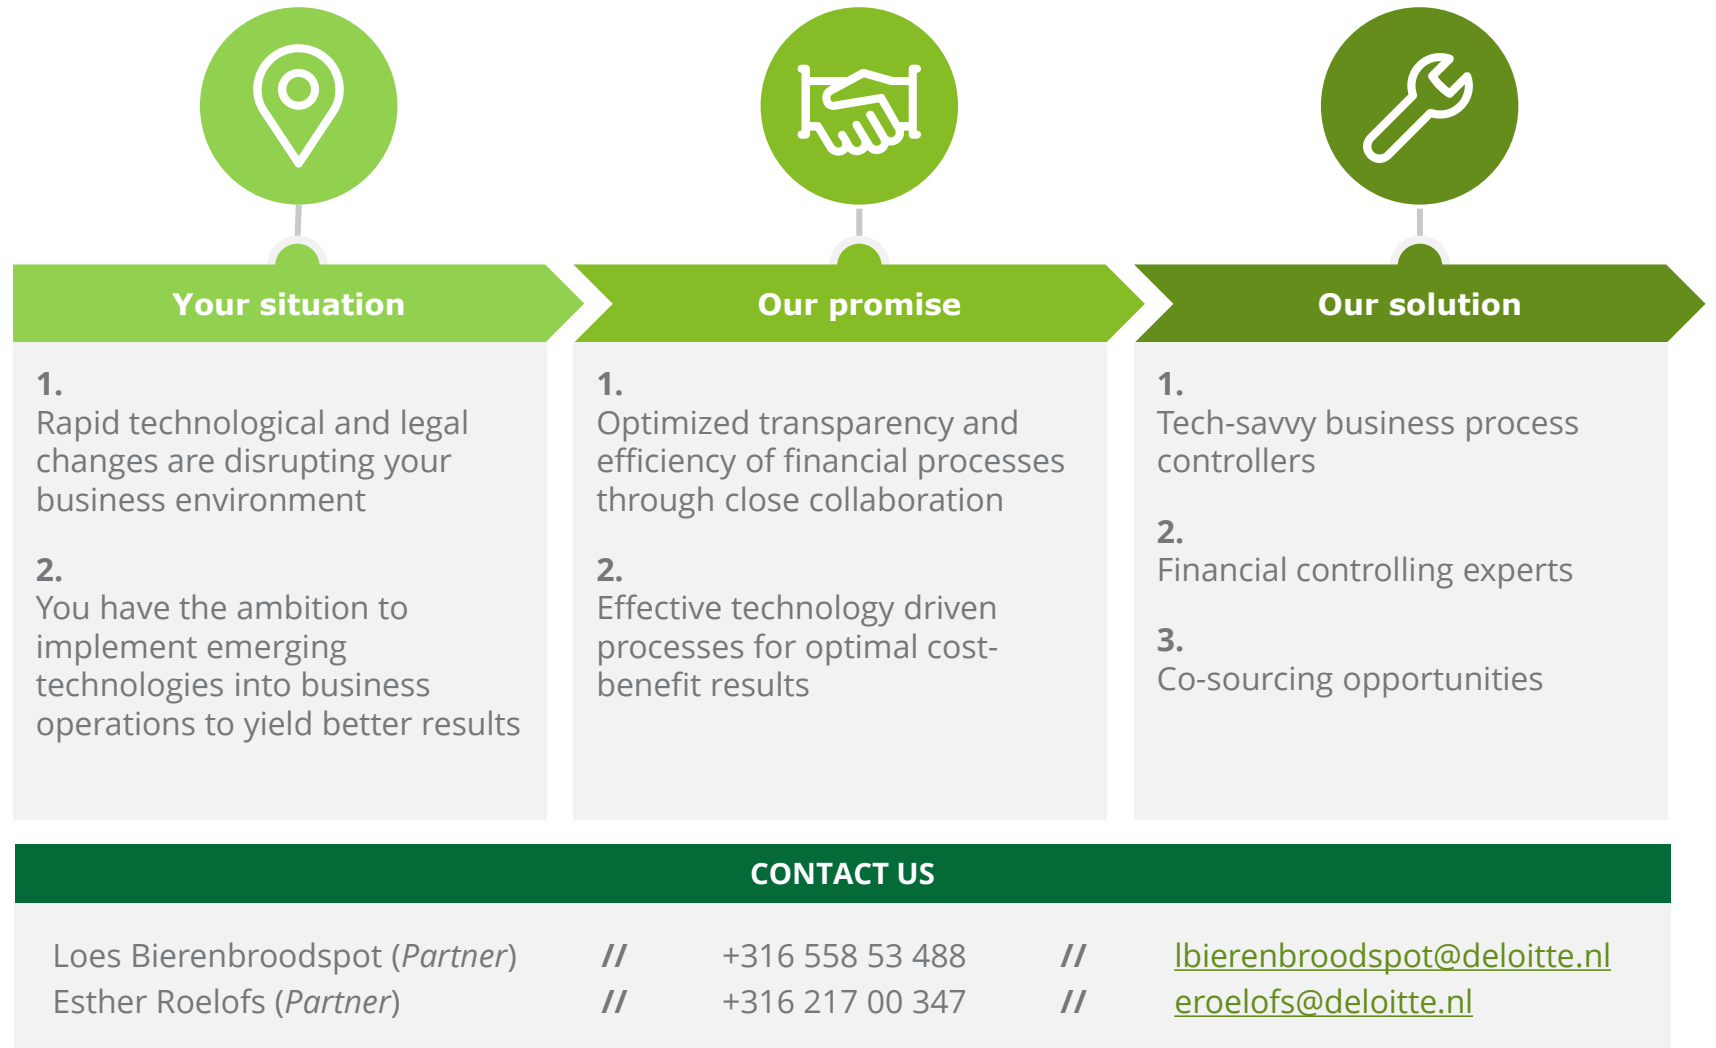 Your situation
Our promise
Our solution
1.
Rapid technological and legal
changes are disrupting your
business environment
2.
You have the ambition to
implement emerging
technologies into business
operations to yield better results
1.
Optimized transparency and
efficiency of financial processes
through close collaboration
2.
Effective technology driven
processes for optimal cost-
benefit results
1.
Tech-savvy business process
controllers
2.
Financial controlling experts
3.
Co-sourcing opportunities
CONTACT US
Loes Bierenbroodspot (Partner) // +316 558 53 488 // lbierenbroodspot@deloitte.nl
Esther Roelofs (Partner) // +316 217 00 347 // eroelofs@deloitte.nl